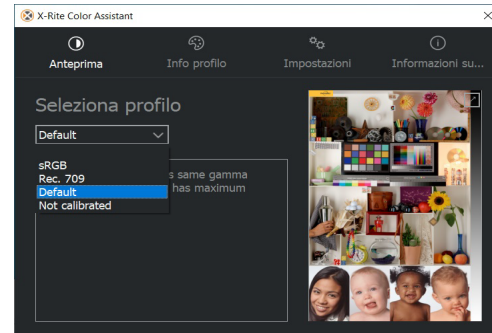 X-Rite Color Assistant
Anteprima
Info profilo
Impostazioni
Informazioni su...
Seleziona profilo
Default
sRGB
Rec. 709
Default
Not calibrated
s same gamma
has maximum